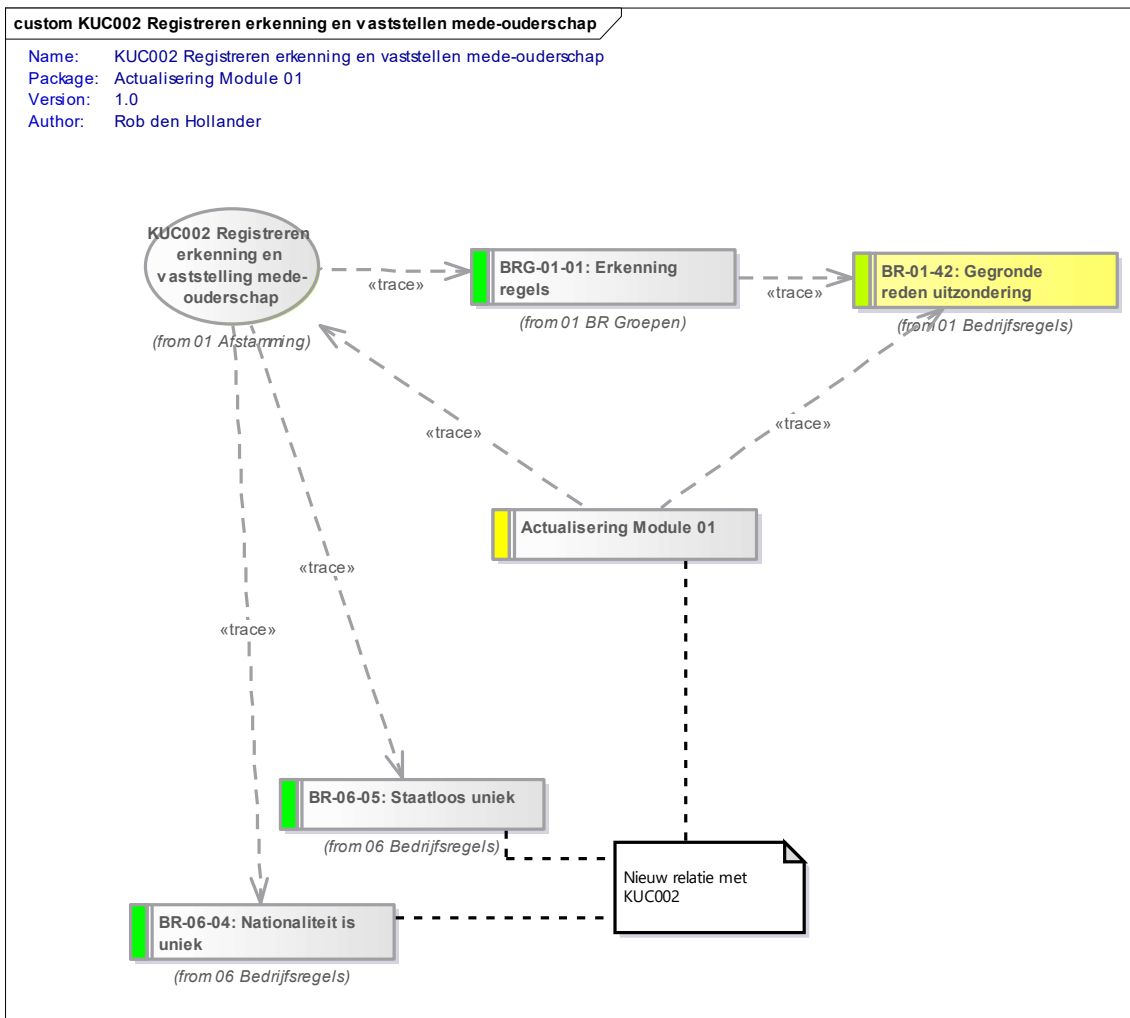 custom KUC002 Registreren erkenning en vaststellen mede-ouderschap
Name: KUC002 Registreren erkenning en vaststellen mede-ouderschap
Package: Actualisering Module 01
Version: 1.0
Author: Rob den Hollander
KUC002 Registreren
erkenning en
vaststelling mede-
ouderschap
(from 01 Afstamming)
«trace»
BRG-01-01: Erkenning
regels
(from 01 BR Groepen)
«trace»
BR-01-42: Gegronde
reden uitzondering
(from 01 Bedrijfsregels)
«trace»
«trace»
Actualisering Module 01
«trace»
«trace»
BR-06-05: Staatloos uniek
(from 06 Bedrijfsregels)
Nieuw relatie met
KUC002
BR-06-04: Nationaliteit is
uniek
(from 06 Bedrijfsregels)